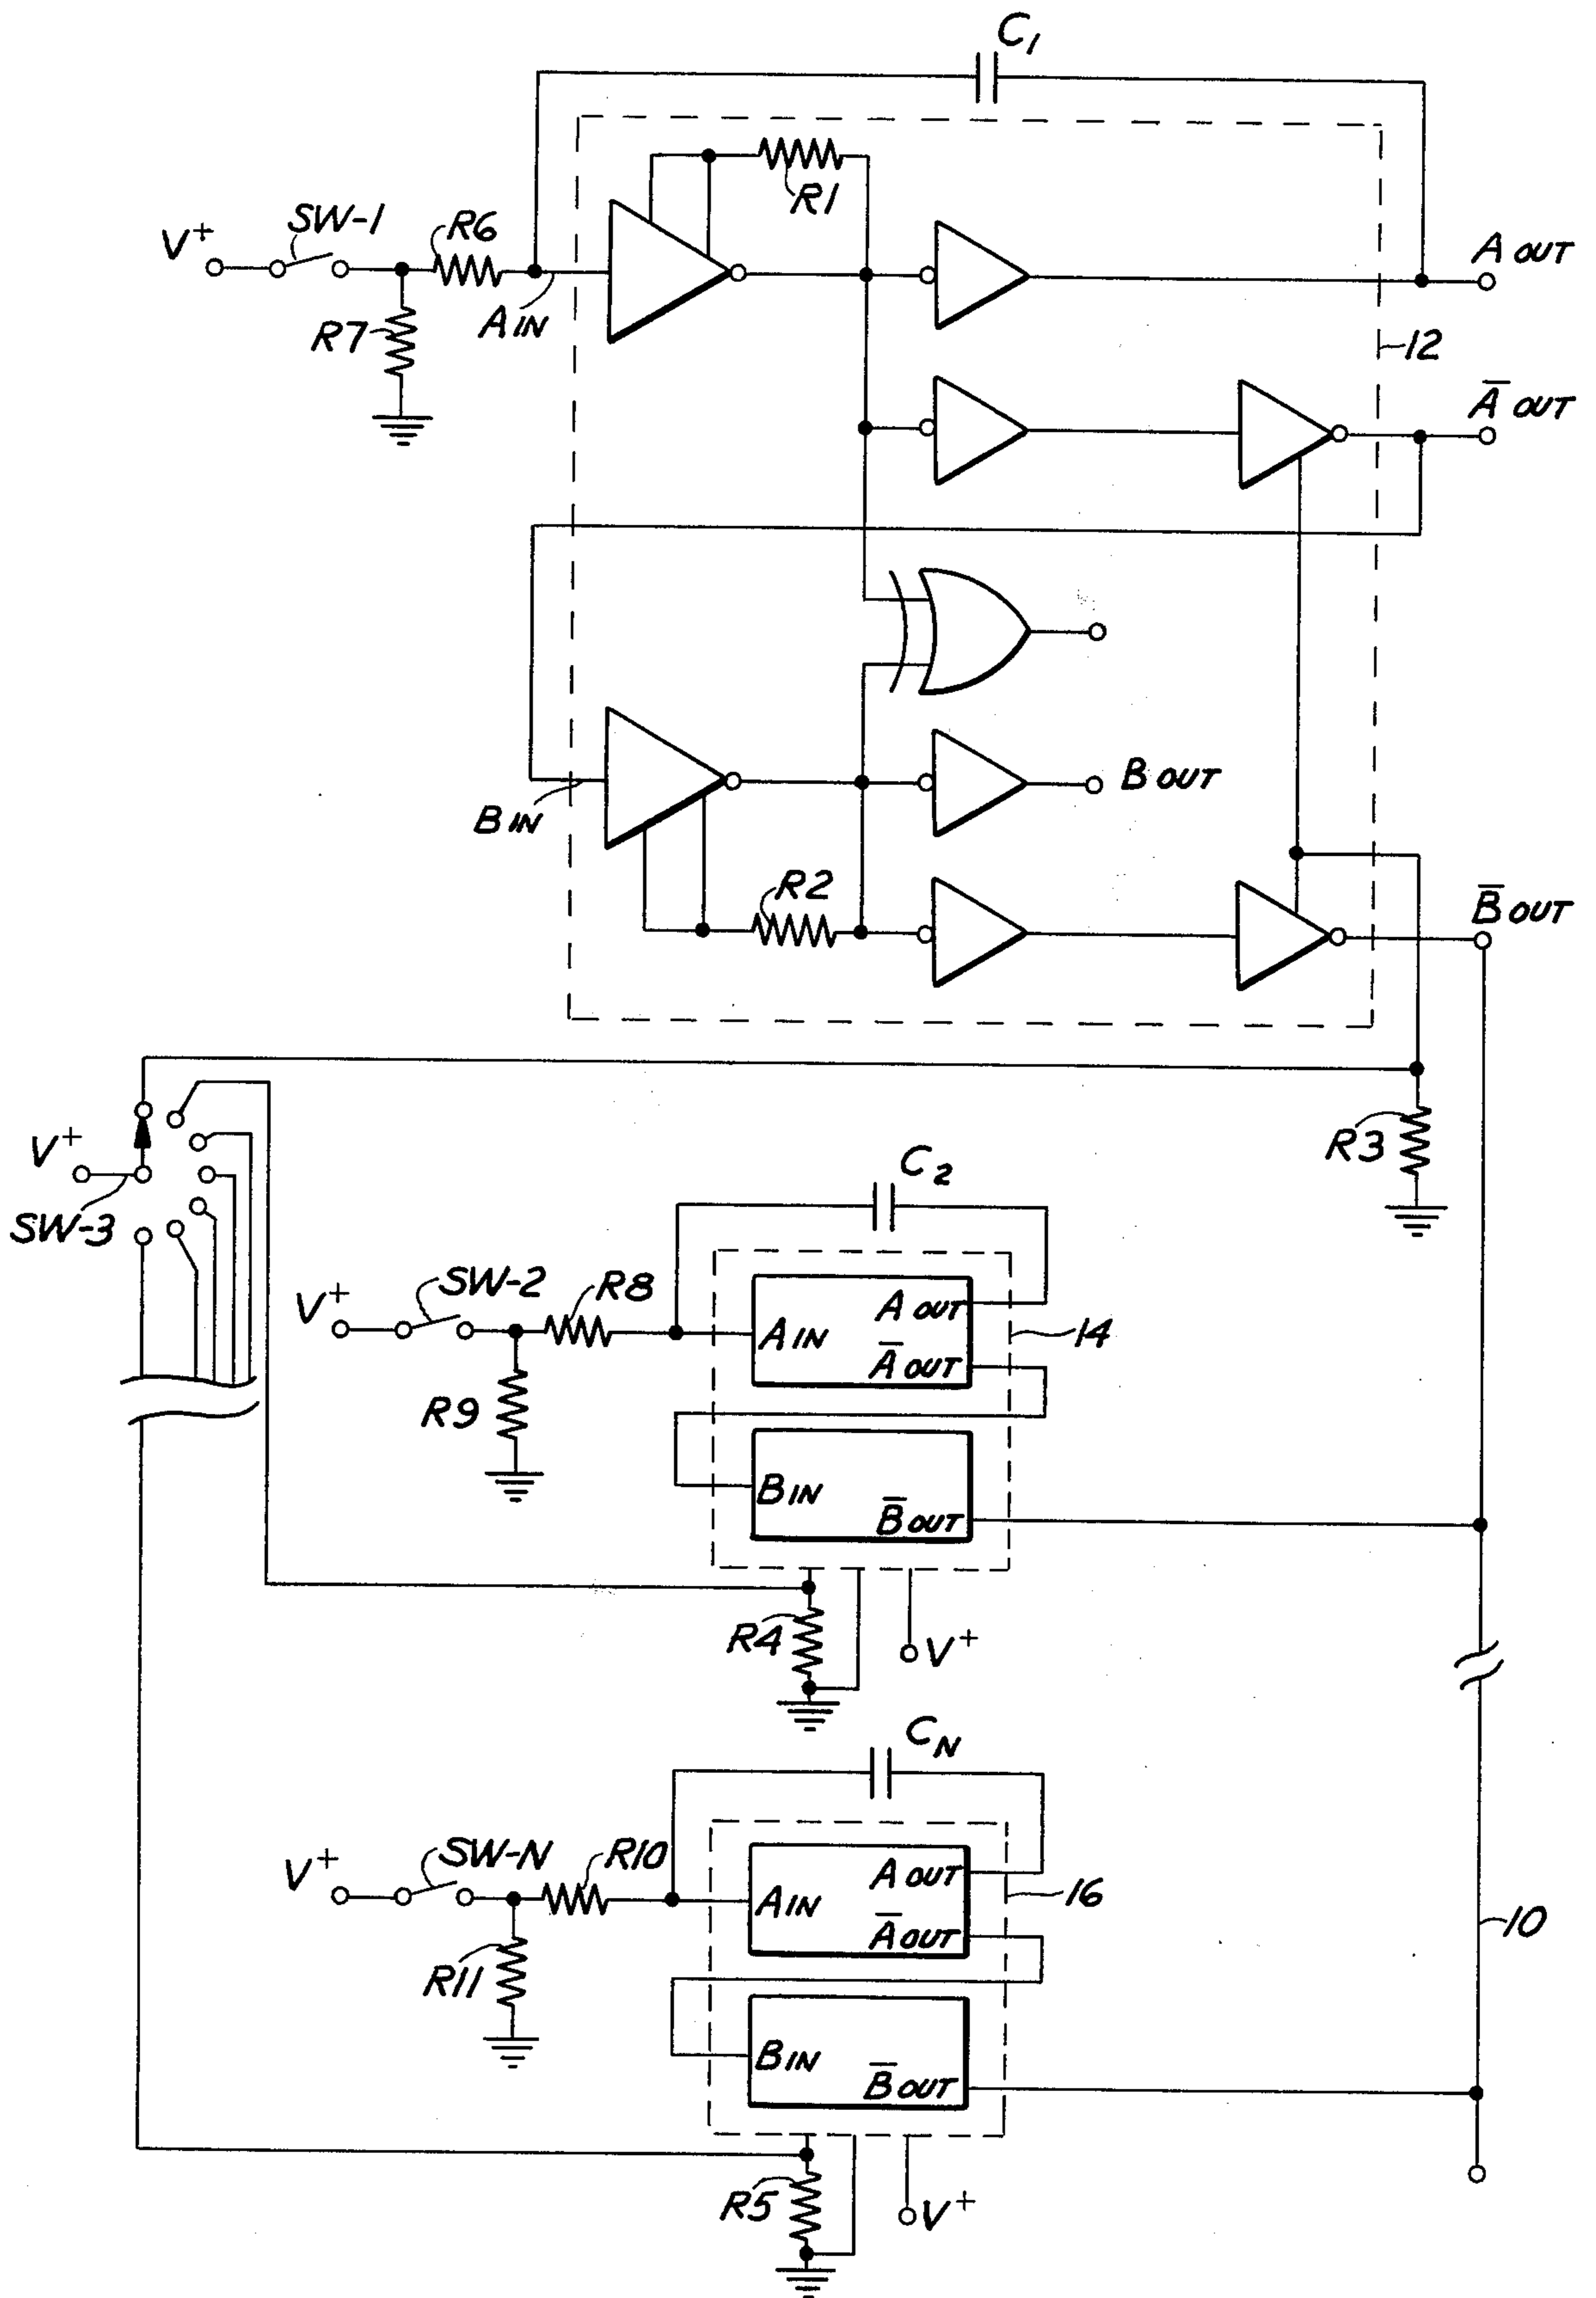 C1
R1
SW-1
R6
V+
A OUT
R7
A IN
12
A̅ OUT
B OUT
B IN
R2
B̅ OUT
V+
SW-3
R3
C2
SW-2
R8
V+
A OUT
A IN
14
A̅ OUT
R9
B IN
B̅ OUT
R4
V+
CN
SW-N
R10
V+
A OUT
A IN
16
A̅ OUT
10
R11
B IN
B̅ OUT
R5
V+